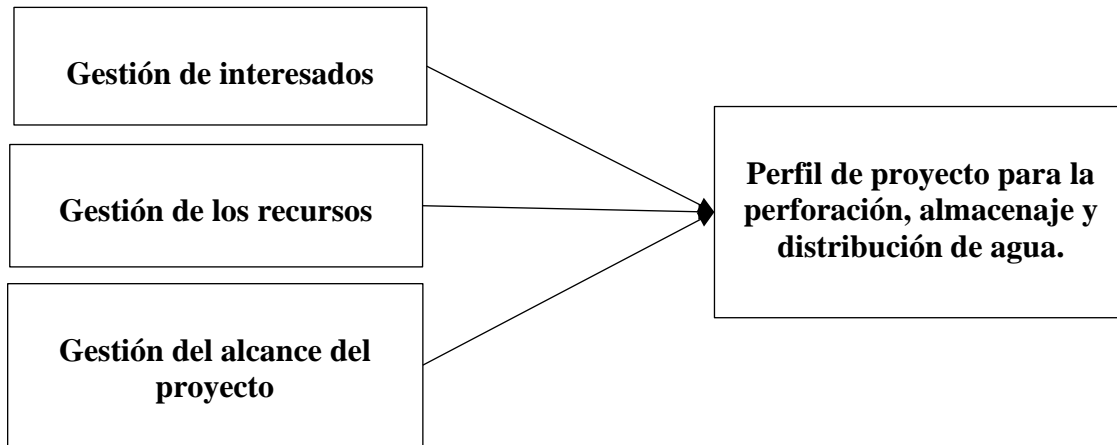 Gestión de interesados
Gestión de los recursos
Gestión del alcance del
proyecto
Perfil de proyecto para la
perforación, almacenaje y
distribución de agua.